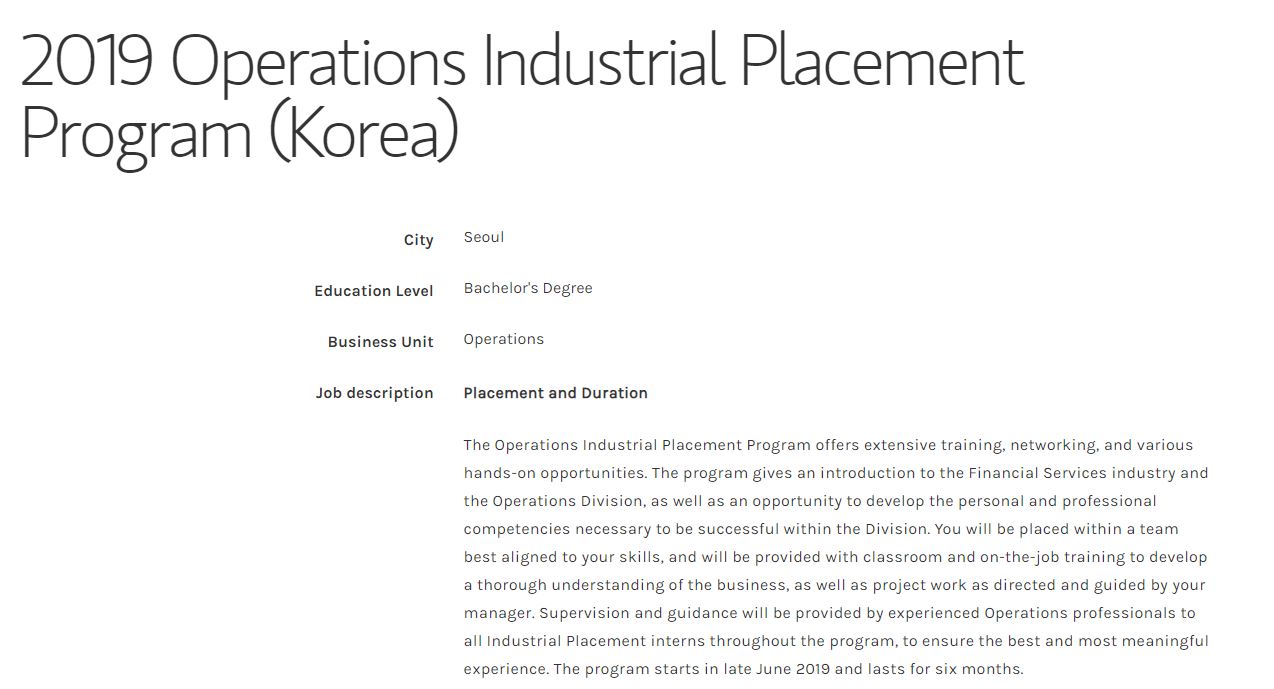 2019 Operations Industrial Placement
Program (Korea)
City
Seoul
Education Level
Bachelor's Degree
Business Unit
Operations
Job description
Placement and Duration
The Operations Industrial Placement Program offers extensive training, networking, and various
hands-on opportunities. The program gives an introduction to the Financial Services industry and
the Operations Division, as well as an opportunity to develop the personal and professional
competencies necessary to be successful within the Division. You will be placed within a team
best aligned to your skills, and will be provided with classroom and on-the-job training to develop
a thorough understanding of the business, as well as project work as directed and guided by your
manager. Supervision and guidance will be provided by experienced Operations professionals to
all Industrial Placement interns throughout the program, to ensure the best and most meaningful
experience. The program starts in late June 2019 and lasts for six months.